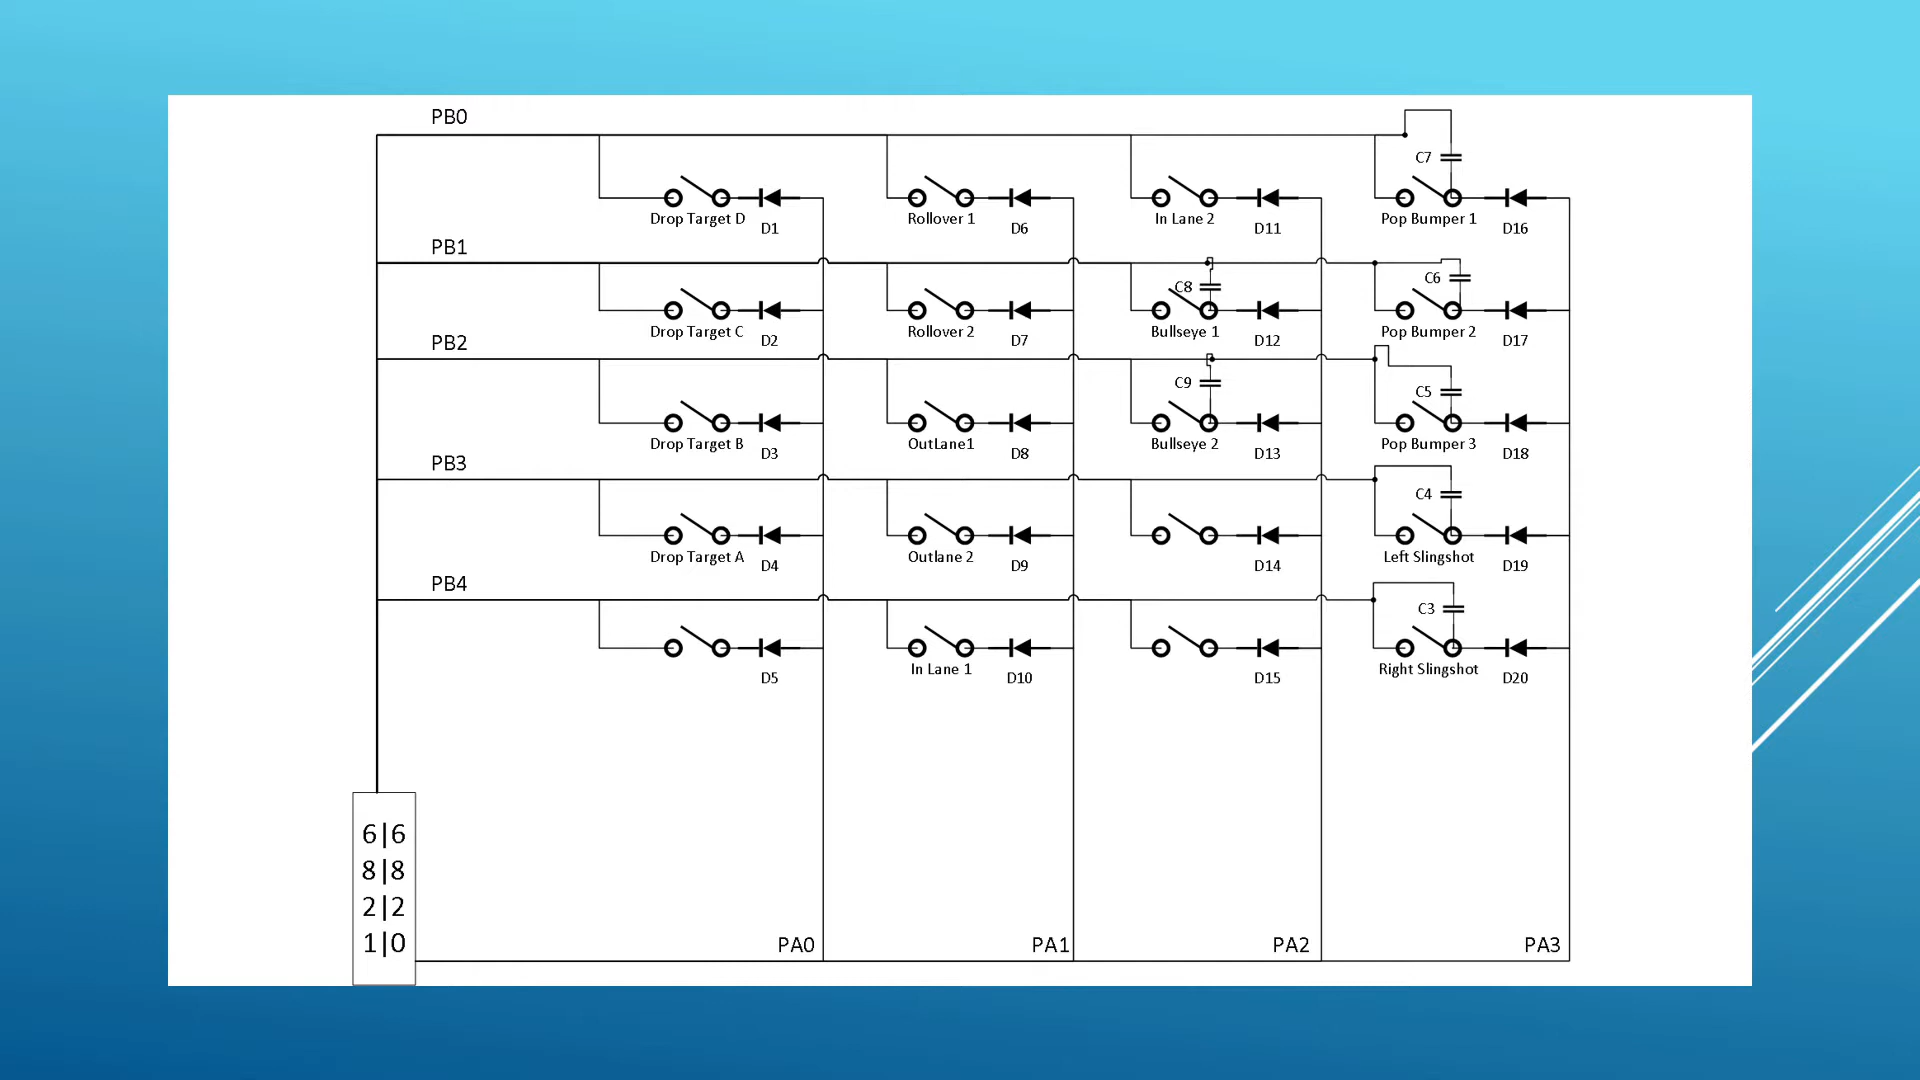 PB0
C7
Drop Target D
D1
Rollover 1
D6
In Lane 2
D11
Pop Bumper 1
D16
PB1
C8
C6
Drop Target C
D2
Rollover 2
D7
Bullseye 1
D12
Pop Bumper 2
D17
PB2
C9
C5
Drop Target B
D3
OutLane1
D8
Bullseye 2
D13
Pop Bumper 3
D18
PB3
C4
Drop Target A
D4
Outlane 2
D9
D14
Left Slingshot
D19
PB4
C3
D5
In Lane 1
D10
D15
Right Slingshot
D20
6|6
8|8
2|2
1|0
PA0
PA1
PA2
PA3